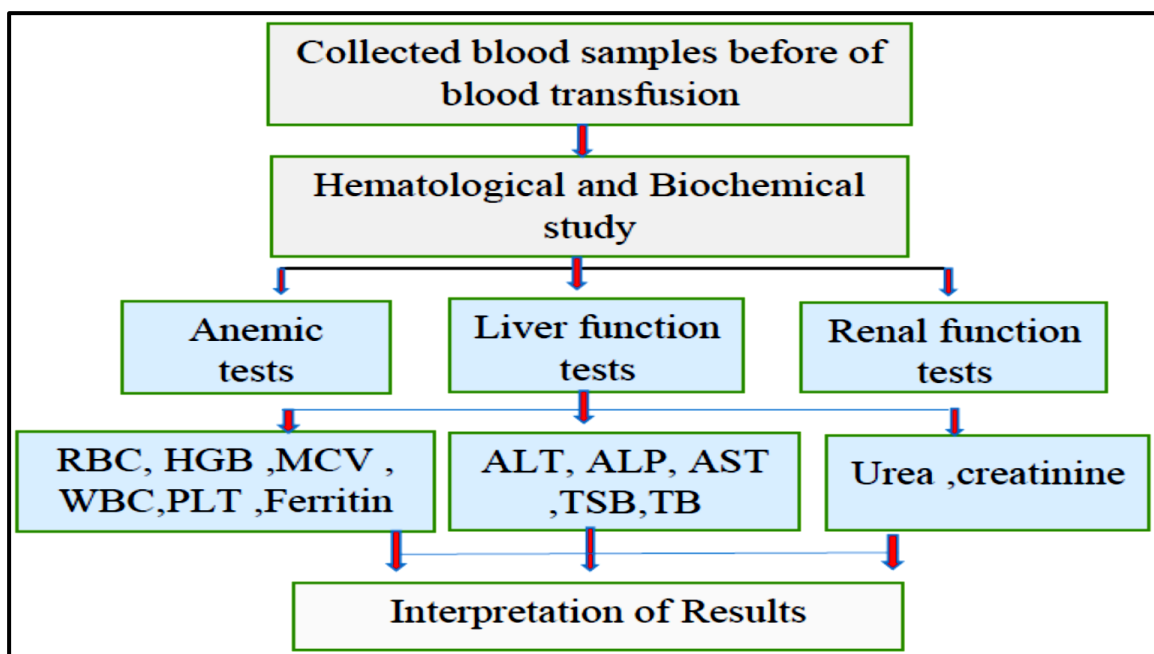 Collected blood samples before of
blood transfusion
Hematological and Biochemical
study
Anemic
tests
Liver function
tests
Renal function
tests
RBC, HGB ,MCV ,
WBC,PLT ,Ferritin
ALT, ALP, AST
,TSB,TB
Urea ,creatinine
Interpretation of Results